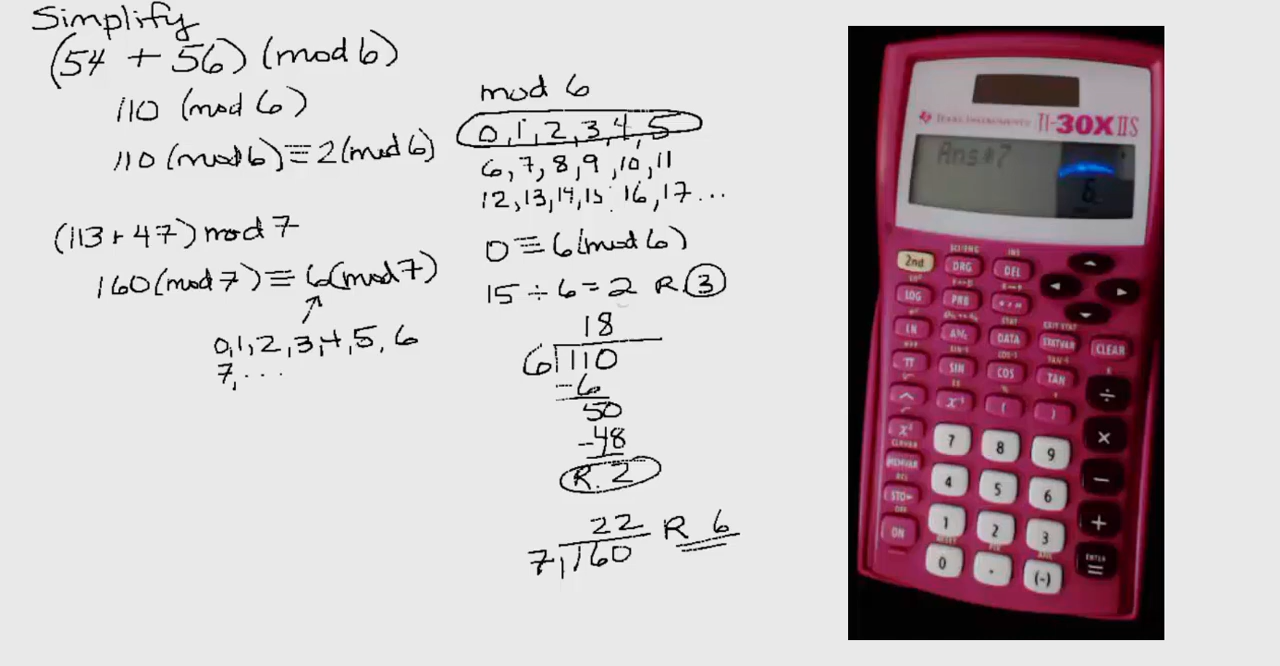 Simplify
(54 + 56) (mod 6)
110 (mod 6)
110 (mod 6) ≡ 2 (mod 6)
(113 + 47) mod 7
160 (mod 7) ≡ 6 (mod 7)
0, 1, 2, 3, 4, 5, 6
7, ...
mod 6
0, 1, 2, 3, 4, 5
6, 7, 8, 9, 10, 11
12, 13, 14, 15, 16, 17 ...
0 ≡ 6 (mod 6)
15 ÷ 6 = 2 R 3
18
6 110
-6
50
-48
R. 2
22 R 6
7 160
TEXAS INSTRUMENTS TI-30X IIS
Ans*7
6.
2nd DRG DEL
LOG PRB
LN DATA STATVAR CLEAR
π SIN COS TAN
^ ( ) ÷
x² 7 8 9 ×
MEMVAR 4 5 6 −
STO► 1 2 3 +
ON 0 . (-) ENTER =